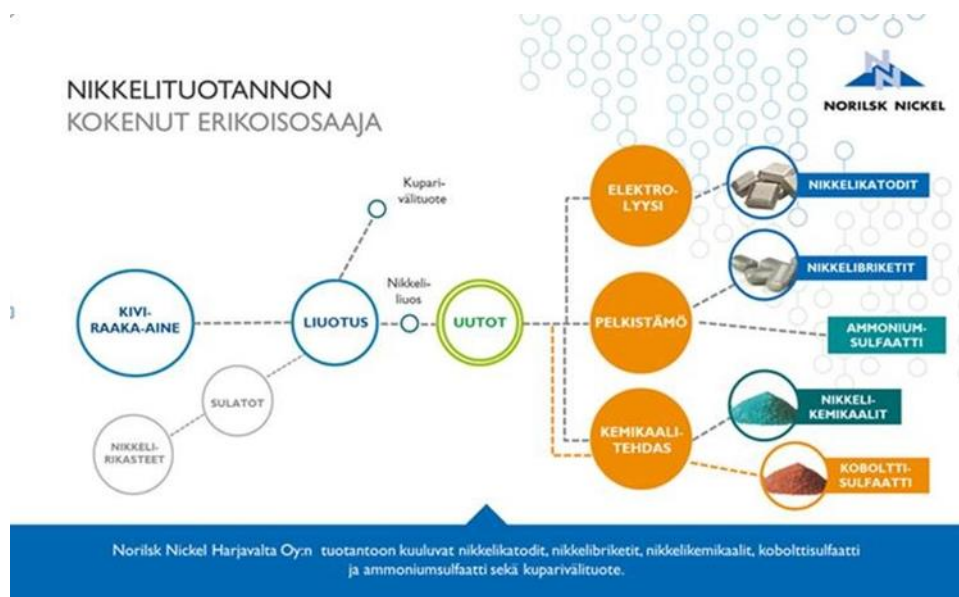 NIKKELITUOTANNON
KOKENUT ERIKOISOSAAJA
NORILSK NICKEL
Kupari-
välituote
Nikkeli-
liuos
KIVI-
RAAKA-AINE
LIUOTUS
UUTOT
SULATOT
NIKKELI-
RIKASTEET
ELEKTRO-
LYYSI
PELKISTÄMÖ
KEMIKAALI-
TEHDAS
NIKKELIKATODIT
NIKKELIBRIKETIT
AMMONIUM-
SULFAATTI
NIKKELI-
KEMIKAALIT
KOBOLTTI-
SULFAATTI
Norilsk Nickel Harjavalta Oy:n tuotantoon kuuluvat nikkelikatodit, nikkelibriketit, nikkelikemikaalit, kobolttisulfaatti
ja ammoniumsulfaatti sekä kuparivälituote.